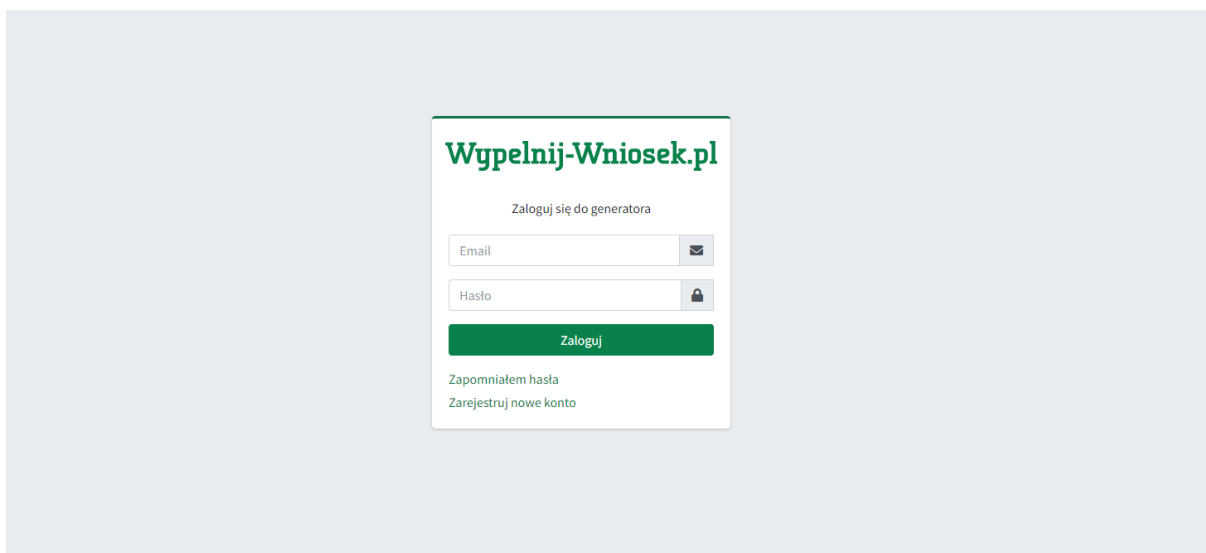 Wypelnij-Wniosek.pl
Zaloguj się do generatora
Email
Hasło
Zaloguj
Zapomniałem hasła
Zarejestruj nowe konto